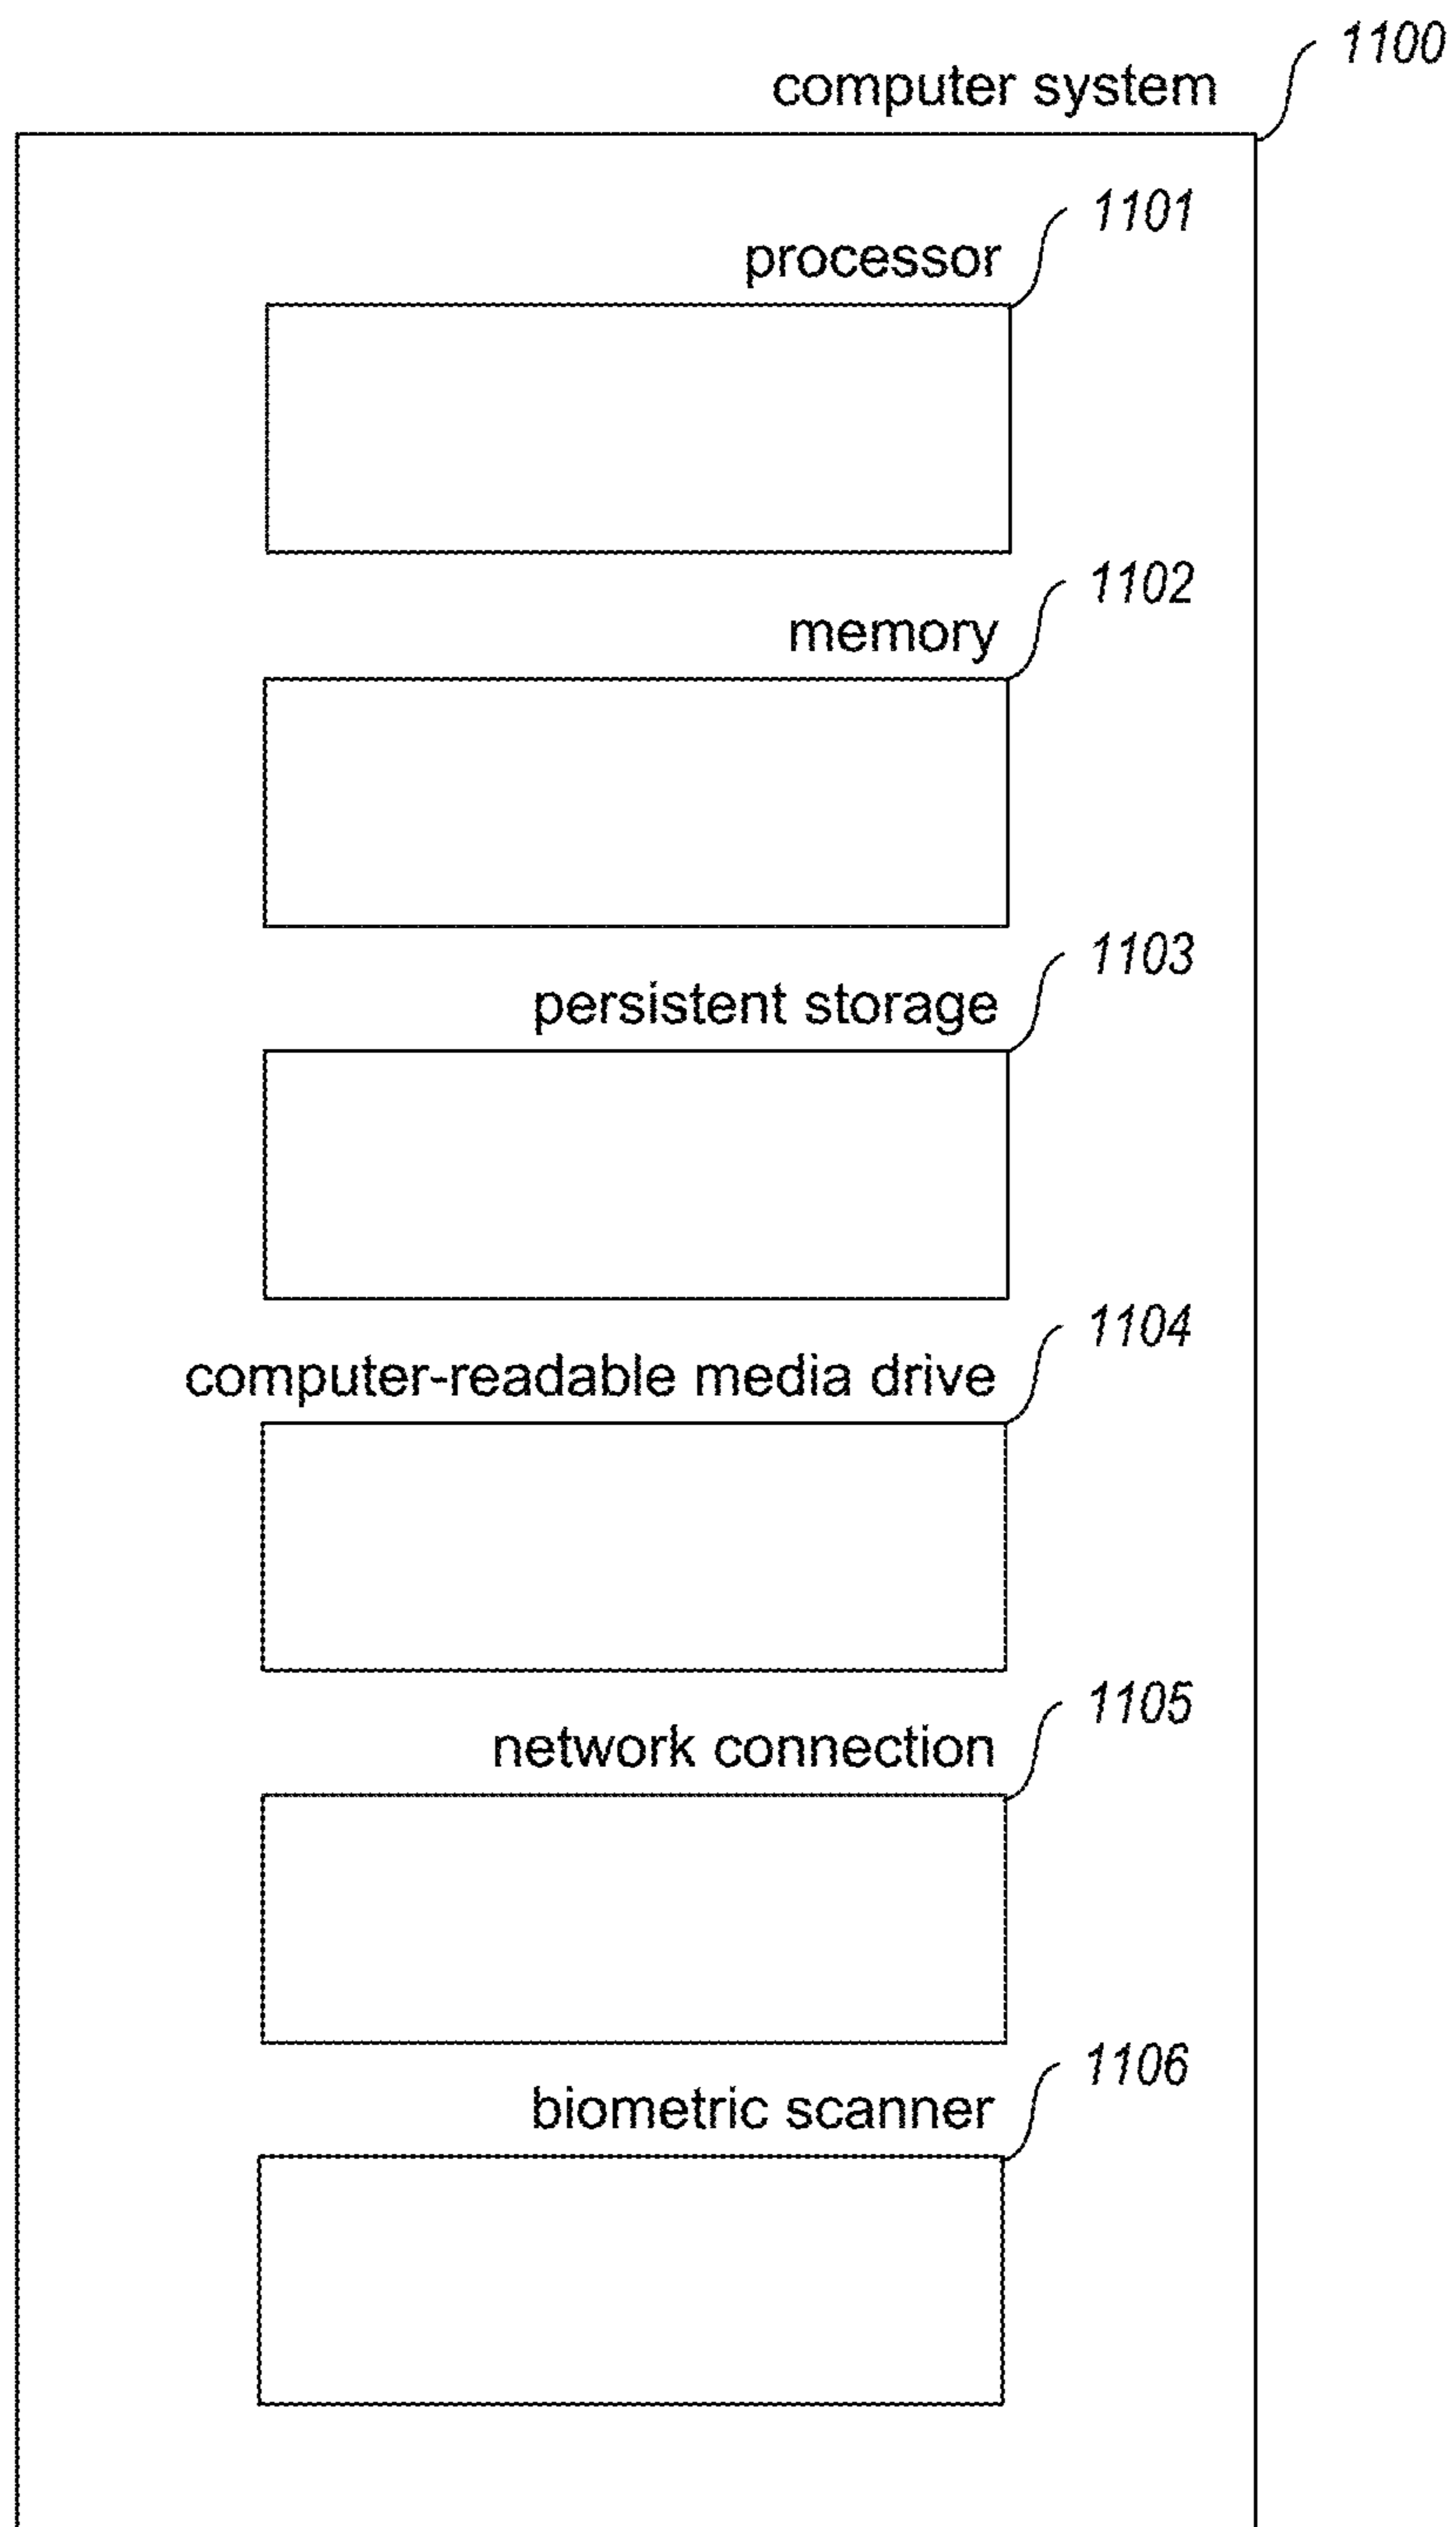 1100
computer system
1101
processor
1102
memory
1103
persistent storage
1104
computer-readable media drive
1105
network connection
1106
biometric scanner